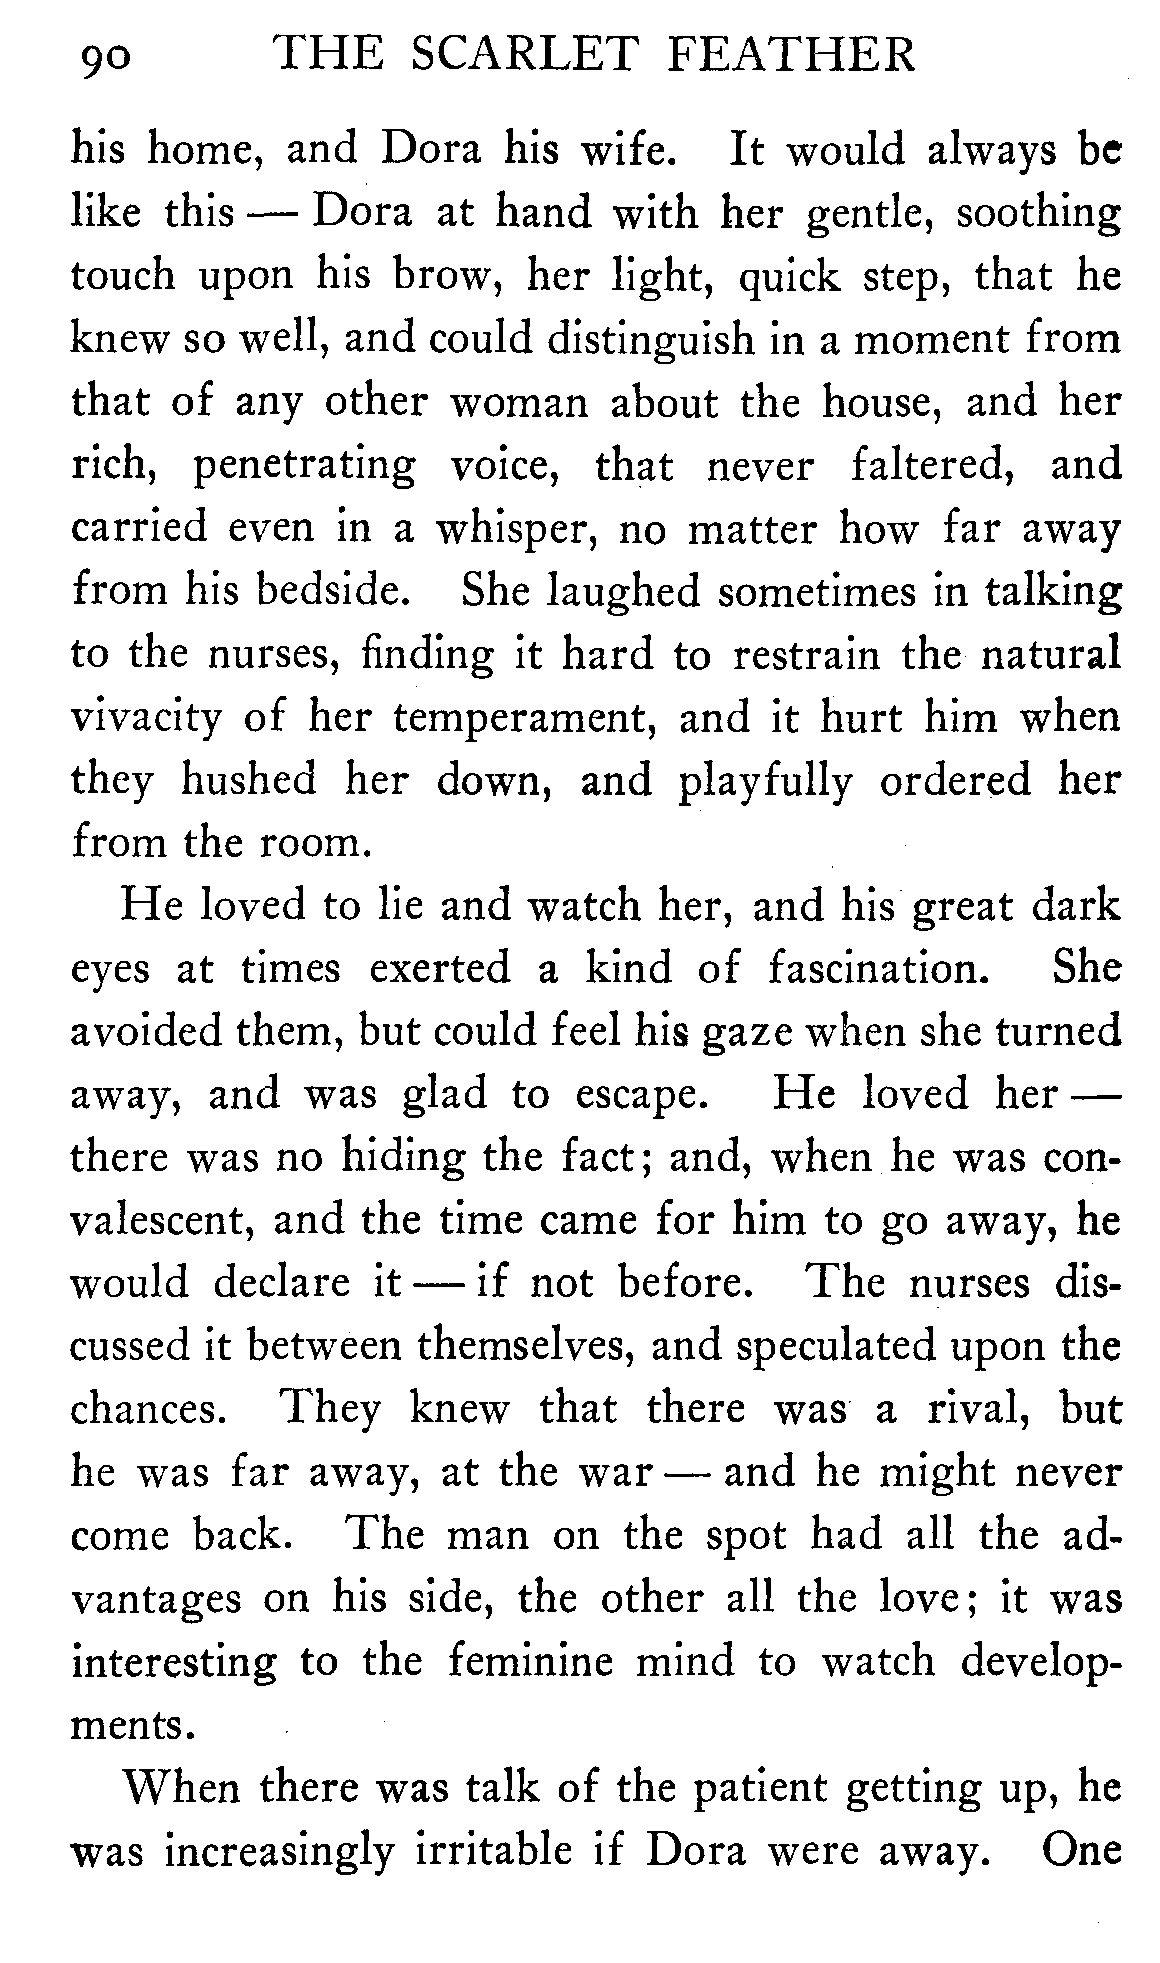 90 THE SCARLET FEATHER
his home, and Dora his wife. It would always be
like this — Dora at hand with her gentle, soothing
touch upon his brow, her light, quick step, that he
knew so well, and could distinguish in a moment from
that of any other woman about the house, and her
rich, penetrating voice, that never faltered, and
carried even in a whisper, no matter how far away
from his bedside. She laughed sometimes in talking
to the nurses, finding it hard to restrain the natural
vivacity of her temperament, and it hurt him when
they hushed her down, and playfully ordered her
from the room.
He loved to lie and watch her, and his great dark
eyes at times exerted a kind of fascination. She
avoided them, but could feel his gaze when she turned
away, and was glad to escape. He loved her —
there was no hiding the fact; and, when he was con-
valescent, and the time came for him to go away, he
would declare it — if not before. The nurses dis-
cussed it between themselves, and speculated upon the
chances. They knew that there was a rival, but
he was far away, at the war — and he might never
come back. The man on the spot had all the ad-
vantages on his side, the other all the love; it was
interesting to the feminine mind to watch develop-
ments.
When there was talk of the patient getting up, he
was increasingly irritable if Dora were away. One